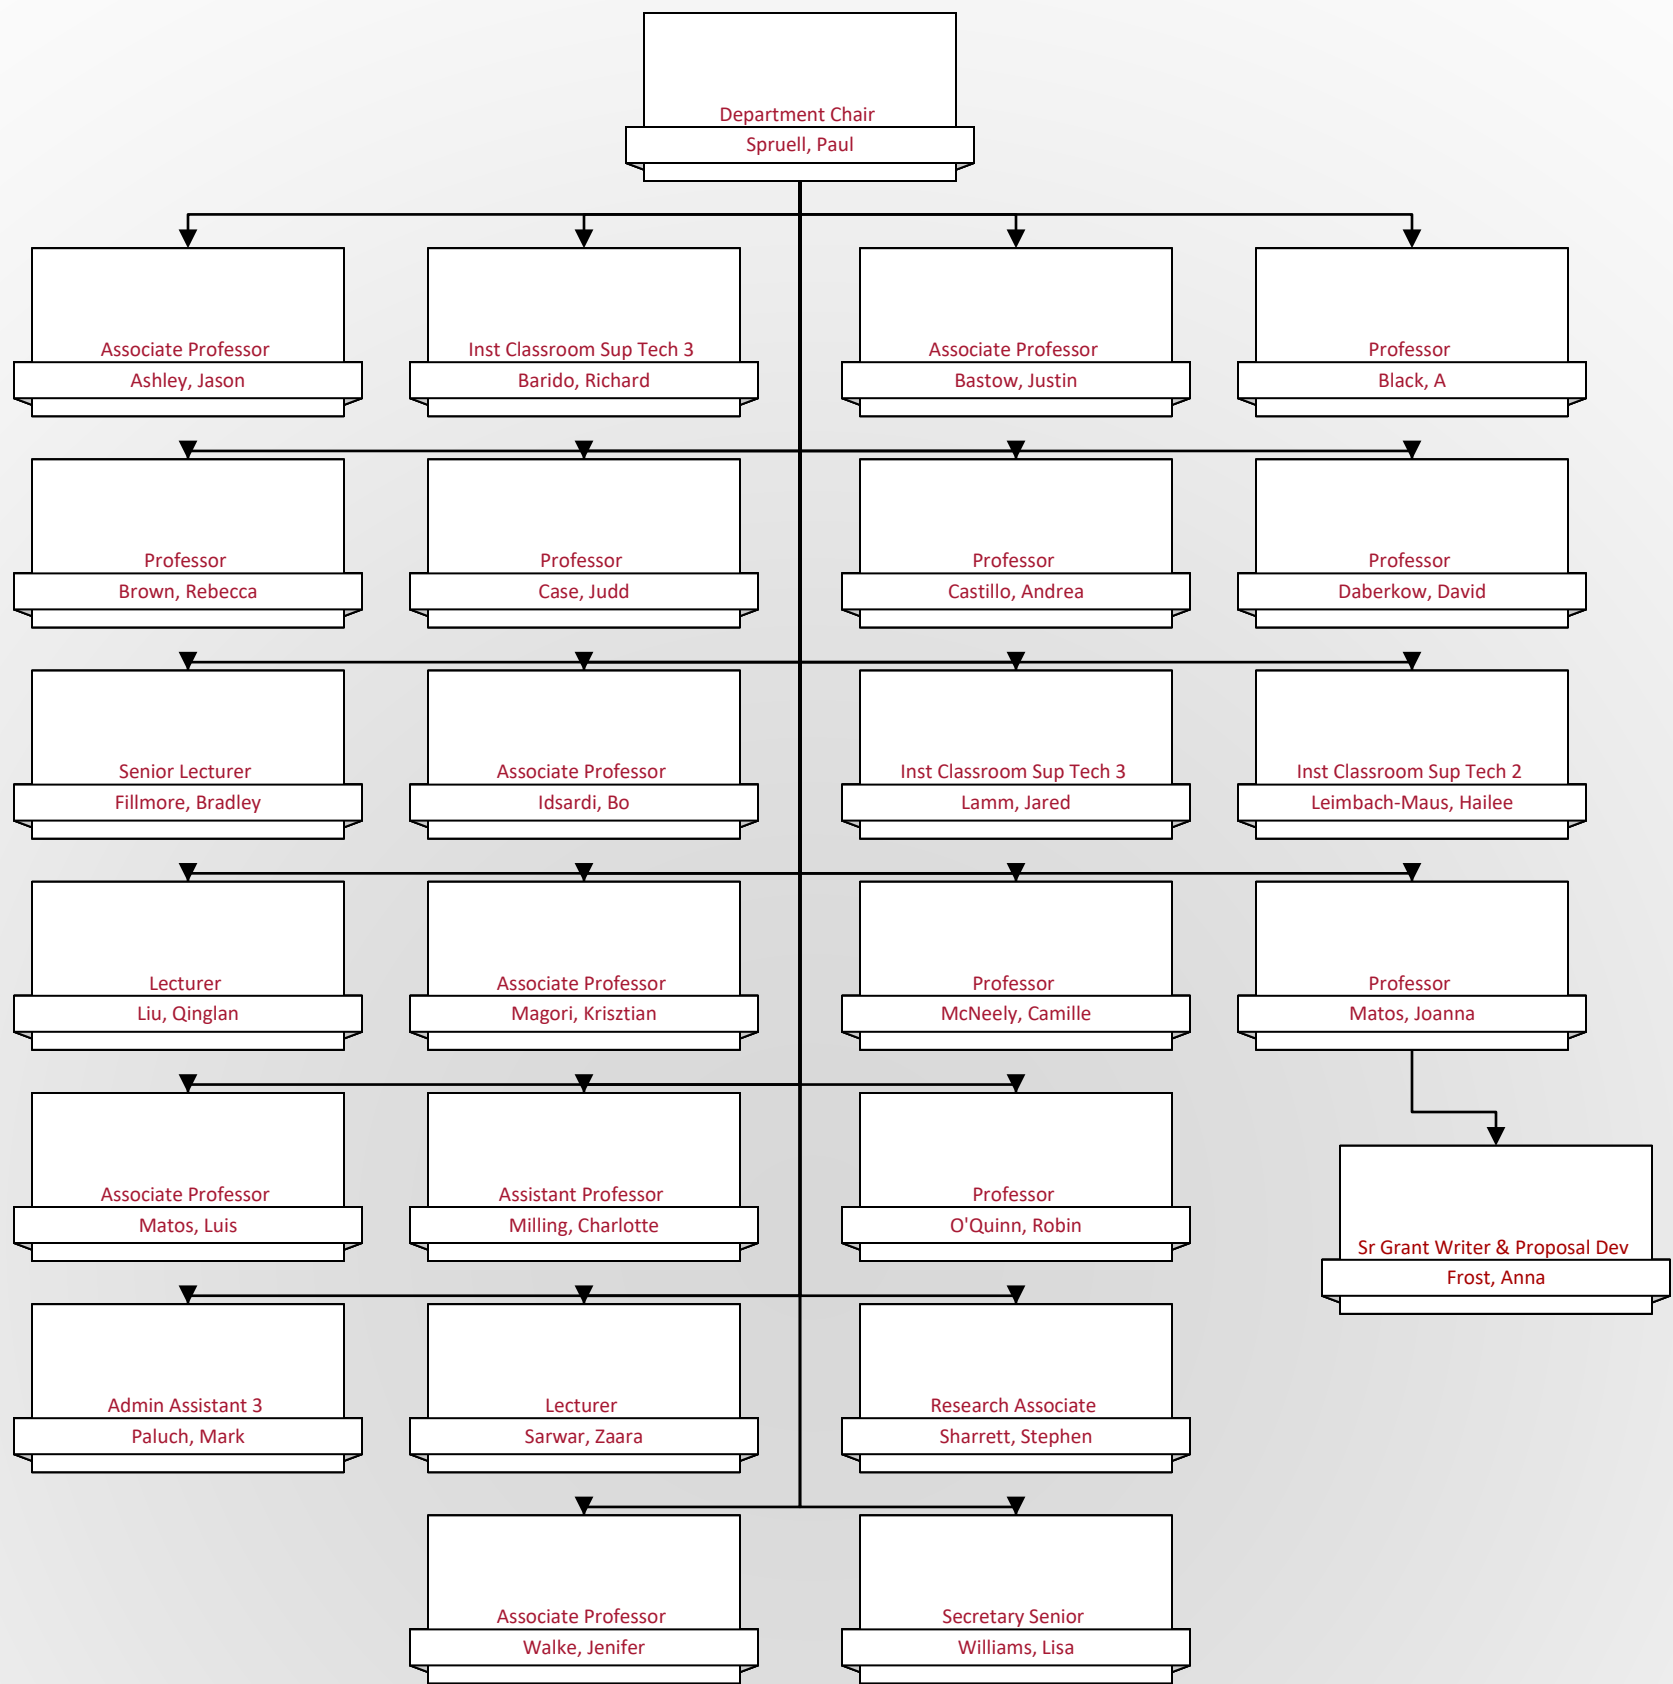 Department Chair
Spruell, Paul
Associate Professor
Ashley, Jason
Inst Classroom Sup Tech 3
Barido, Richard
Associate Professor
Bastow, Justin
Professor
Black, A
Professor
Brown, Rebecca
Professor
Case, Judd
Professor
Castillo, Andrea
Professor
Daberkow, David
Senior Lecturer
Fillmore, Bradley
Associate Professor
Idsardi, Bo
Inst Classroom Sup Tech 3
Lamm, Jared
Inst Classroom Sup Tech 2
Leimbach-Maus, Hailee
Lecturer
Liu, Qinglan
Associate Professor
Magori, Krisztian
Professor
McNeely, Camille
Professor
Matos, Joanna
Associate Professor
Matos, Luis
Assistant Professor
Milling, Charlotte
Professor
O'Quinn, Robin
Sr Grant Writer & Proposal Dev
Frost, Anna
Admin Assistant 3
Paluch, Mark
Lecturer
Sarwar, Zaara
Research Associate
Sharrett, Stephen
Associate Professor
Walke, Jenifer
Secretary Senior
Williams, Lisa